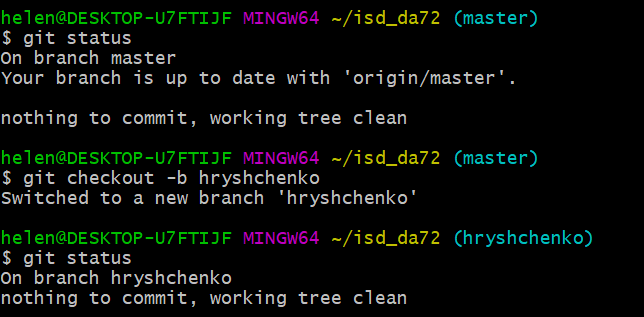 helen@DESKTOP-U7FTIJF MINGW64 ~/isd_da72 (master)
$ git status
On branch master
Your branch is up to date with 'origin/master'.
nothing to commit, working tree clean
helen@DESKTOP-U7FTIJF MINGW64 ~/isd_da72 (master)
$ git checkout -b hryshchenko
Switched to a new branch 'hryshchenko'
helen@DESKTOP-U7FTIJF MINGW64 ~/isd_da72 (hryshchenko)
$ git status
On branch hryshchenko
nothing to commit, working tree clean